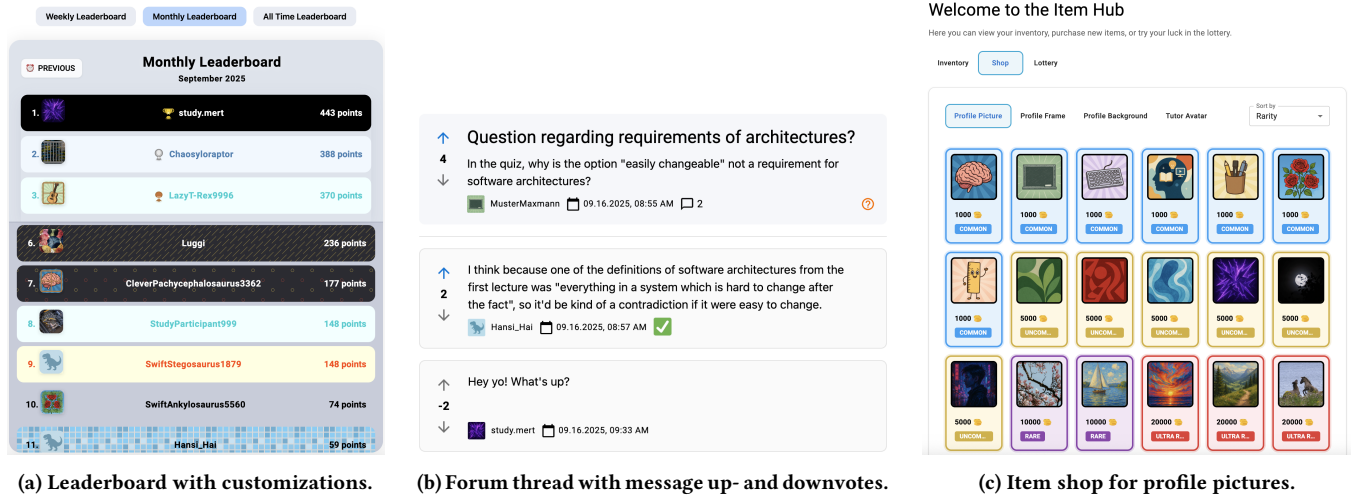 Weekly Leaderboard
Monthly Leaderboard
All Time Leaderboard
PREVIOUS
Monthly Leaderboard
September 2025
1. study.mert 443 points
2. Chaosyloraptor 388 points
3. LazyT-Rex9996 370 points
6. Luggi 236 points
7. CleverPachycephalosaurus3362 177 points
8. StudyParticipant999 148 points
9. SwiftStegosaurus1879 148 points
10. SwiftAnkylosaurus5560 74 points
11. Hansi_Hai 59 points
(a) Leaderboard with customizations.
4
Question regarding requirements of architectures?
In the quiz, why is the option "easily changeable" not a requirement for
software architectures?
MusterMaxmann 09.16.2025, 08:55 AM 2
2
I think because one of the definitions of software architectures from the
first lecture was "everything in a system which is hard to change after
the fact", so it'd be kind of a contradiction if it were easy to change.
Hansi_Hai 09.16.2025, 08:57 AM
-2
Hey yo! What's up?
study.mert 09.16.2025, 09:33 AM
(b) Forum thread with message up- and downvotes.
Welcome to the Item Hub
Here you can view your inventory, purchase new items, or try your luck in the lottery.
Inventory Shop Lottery
Profile Picture Profile Frame Profile Background Tutor Avatar
Sort by
Rarity
1000 1000 1000 1000 1000 1000
COMMON COMMON COMMON COMMON COMMON COMMON
1000 5000 5000 5000 5000 5000
COMMON UNCOM... UNCOM... UNCOM... UNCOM... UNCOM...
5000 10000 10000 20000 20000 20000
UNCOM... RARE RARE ULTRA R... ULTRA R... ULTRA R...
(c) Item shop for profile pictures.